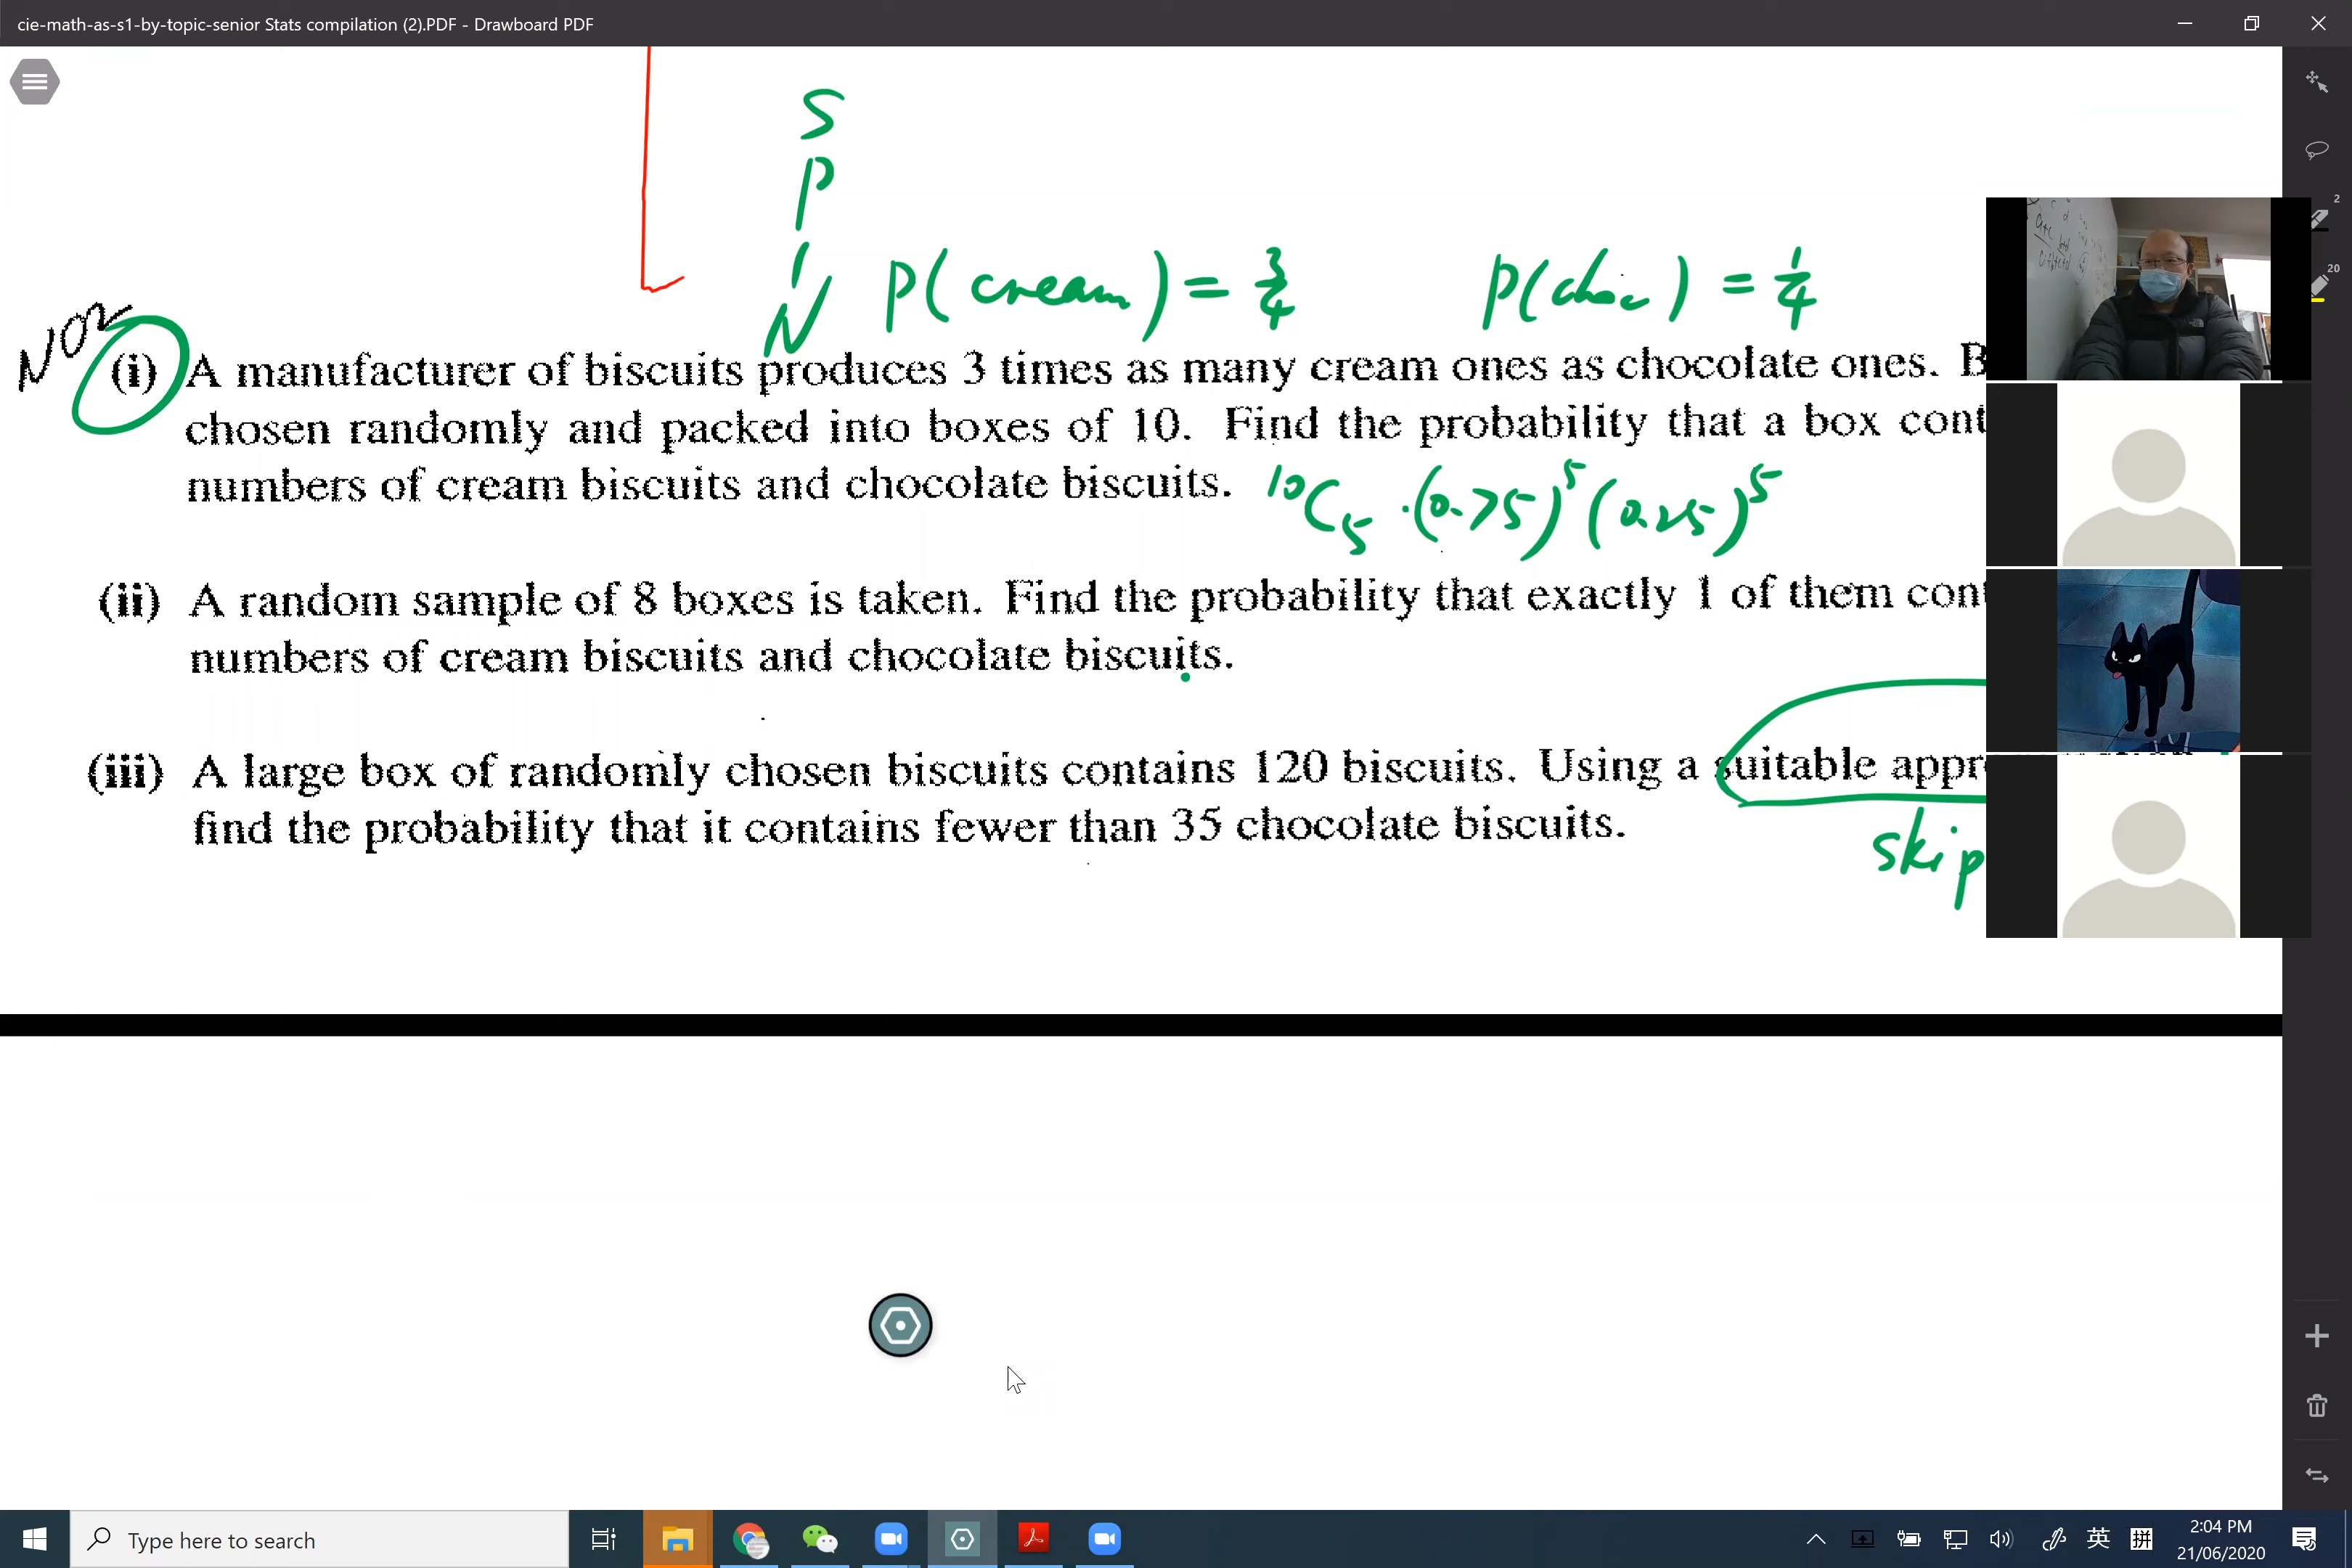 cie-math-as-s1-by-topic-senior Stats compilation (2).PDF - Drawboard PDF
S
P
I
N
P(cream) = 3/4
P(choc) = 1/4
NOV
2
20
(i) A manufacturer of biscuits produces 3 times as many cream ones as chocolate ones. B
chosen randomly and packed into boxes of 10. Find the probability that a box cont
numbers of cream biscuits and chocolate biscuits.
¹⁰C₅ · (0.75)⁵ (0.25)⁵
(ii) A random sample of 8 boxes is taken. Find the probability that exactly 1 of them cont
numbers of cream biscuits and chocolate biscuits.
(iii) A large box of randomly chosen biscuits contains 120 biscuits. Using a suitable appr
find the probability that it contains fewer than 35 chocolate biscuits.
skip
Type here to search
英
拼
2:04 PM
21/06/2020